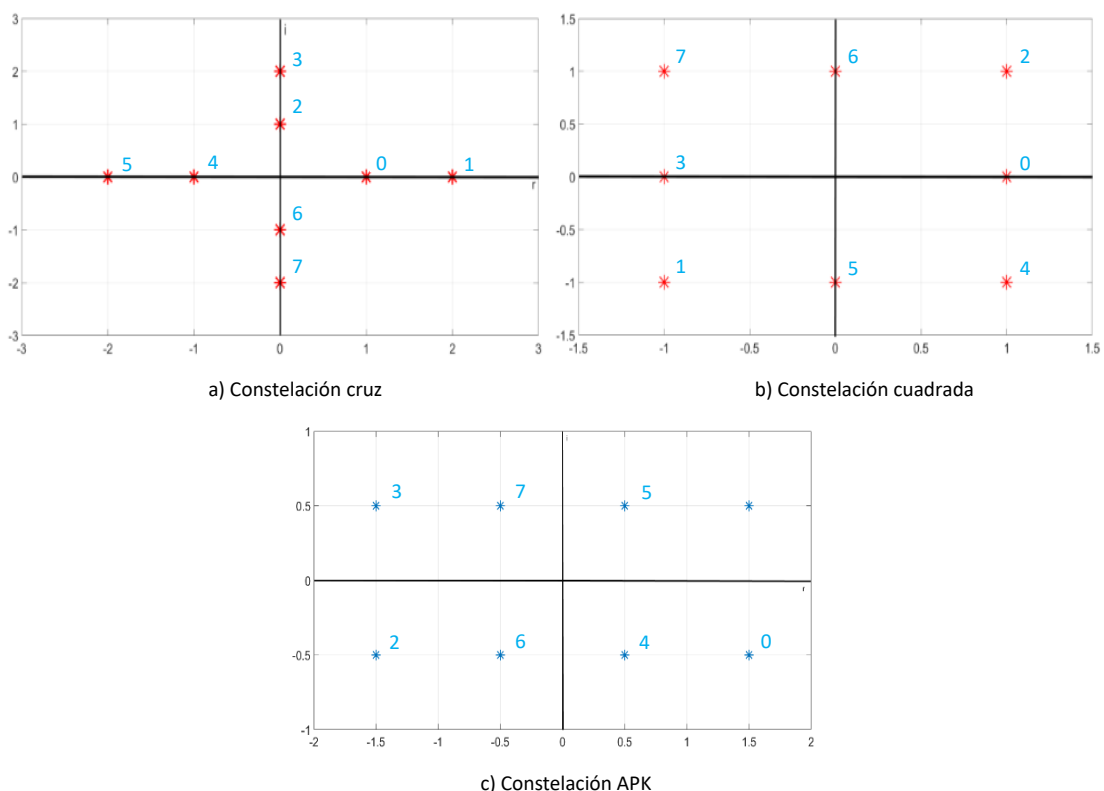 3
i
3
2
2
1
5 4 0 1
0
r
6
-1
7
-2
-3
-3 -2 -1 0 1 2 3
a) Constelación cruz
1.5
7 6 2
1
0.5
3 0
0
-0.5
1 5 4
-1
-1.5
-1.5 -1 -0.5 0 0.5 1 1.5
b) Constelación cuadrada
1
i
3 7 5
0.5
0
r
2 6 4 0
-0.5
-1
-2 -1.5 -1 -0.5 0 0.5 1 1.5 2
c) Constelación APK